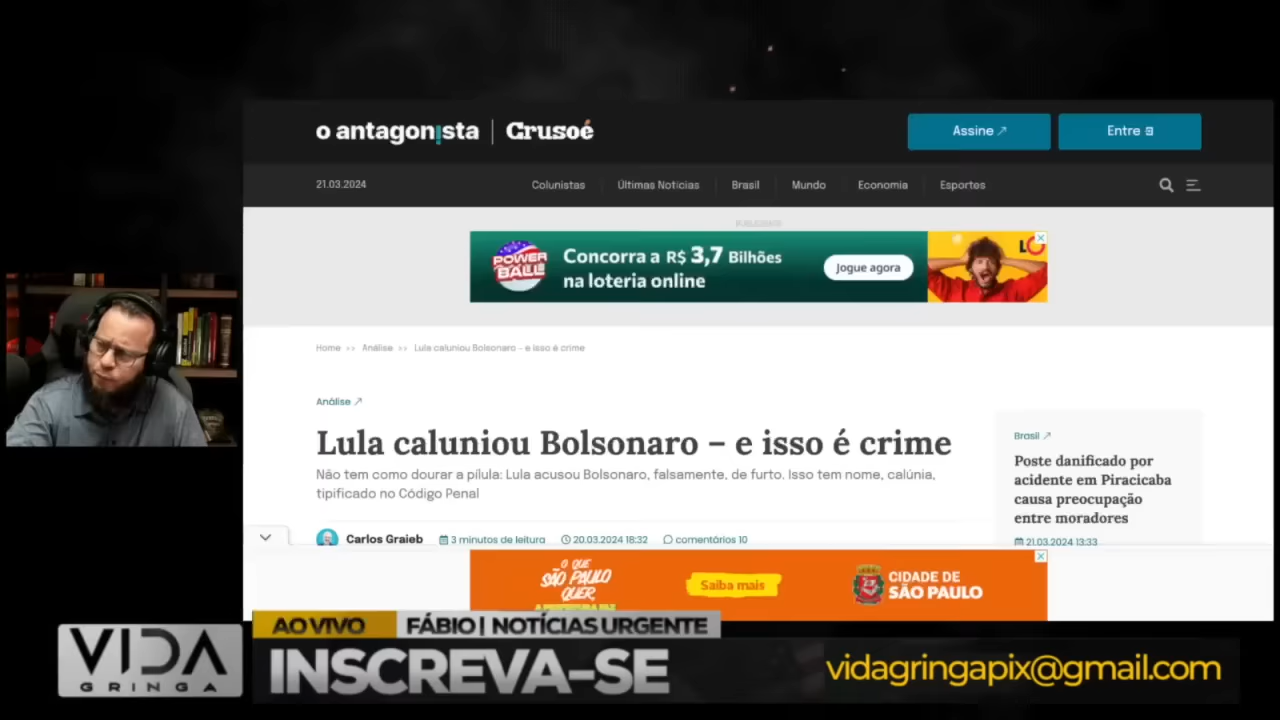 o antagonista | Crusoé
Assine
Entre
21.03.2024
Colunistas
Últimas Notícias
Brasil
Mundo
Economia
Esportes
PUBLICIDADE
POWER
BALL
Concorra a R$ 3,7 Bilhões
na loteria online
Jogue agora
LO
Home >> Análise >> Lula caluniou Bolsonaro – e isso é crime
Análise
Lula caluniou Bolsonaro – e isso é crime
Não tem como dourar a pílula: Lula acusou Bolsonaro, falsamente, de furto. Isso tem nome, calúnia,
tipificado no Código Penal
Carlos Graieb
3 minutos de leitura
20.03.2024 18:32
comentários 10
Brasil
Poste danificado por
acidente em Piracicaba
causa preocupação
entre moradores
21.03.2024 13:33
O QUE
SÃO PAULO
QUER,
Saiba mais
CIDADE DE
SÃO PAULO
AO VIVO
FÁBIO | NOTÍCIAS URGENTE
VIDA
GRINGA
INSCREVA-SE
vidagringapix@gmail.com